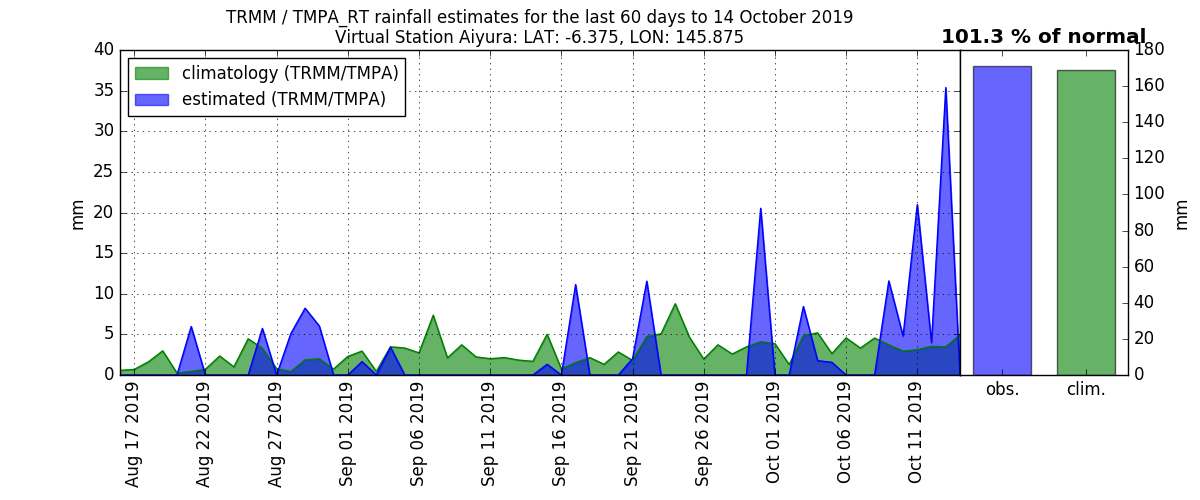 TRMM / TMPA_RT rainfall estimates for the last 60 days to 14 October 2019
Virtual Station Aiyura: LAT: -6.375, LON: 145.875
101.3 % of normal
climatology (TRMM/TMPA)
estimated (TRMM/TMPA)
40
35
30
25
20
15
10
5
0
mm
Aug 17 2019
Aug 22 2019
Aug 27 2019
Sep 01 2019
Sep 06 2019
Sep 11 2019
Sep 16 2019
Sep 21 2019
Sep 26 2019
Oct 01 2019
Oct 06 2019
Oct 11 2019
180
160
140
120
100
80
60
40
20
0
mm
obs.
clim.